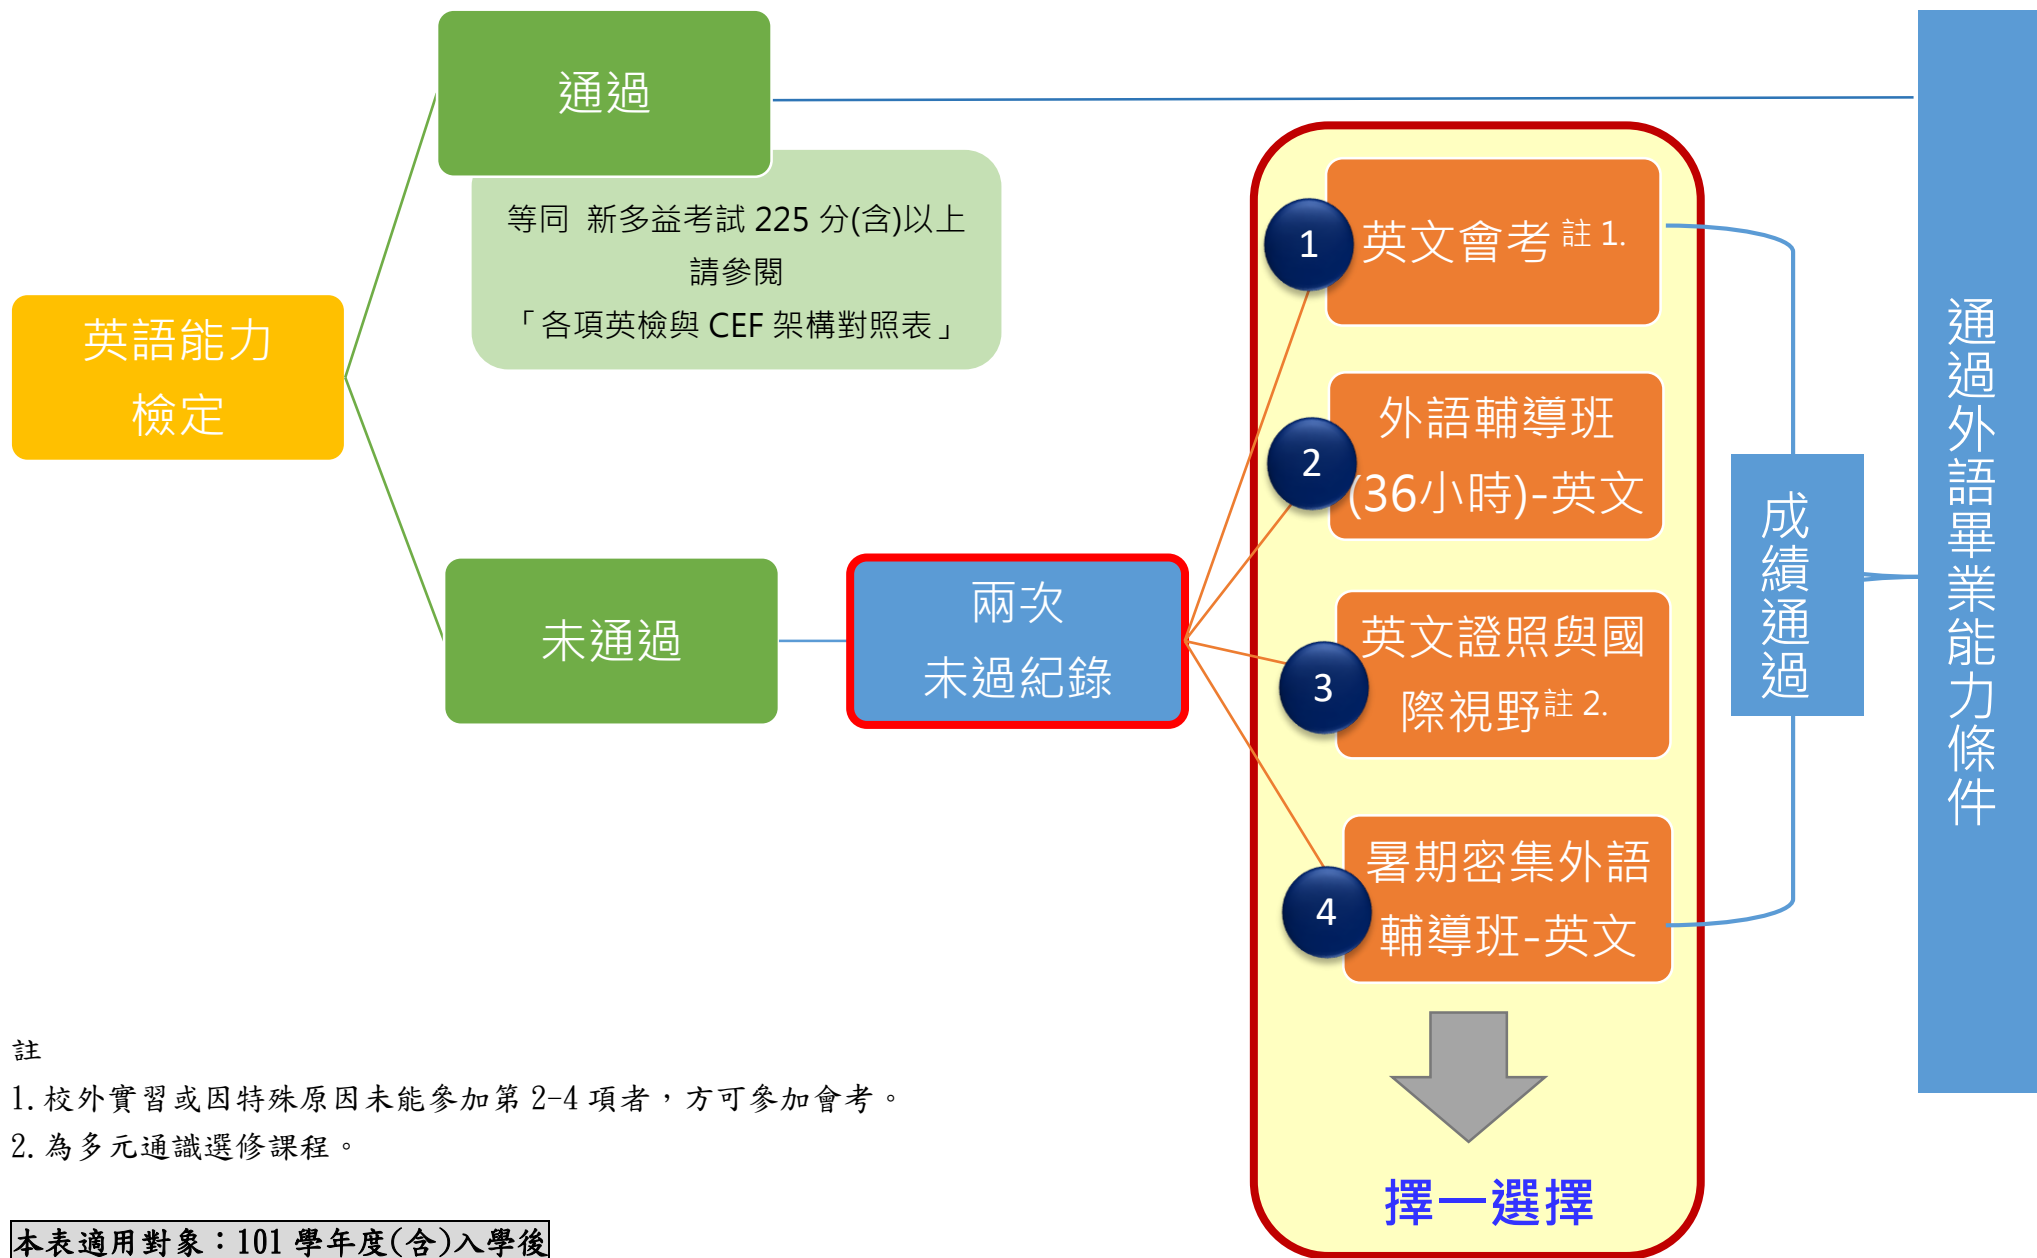 英語能力
檢定
通過
等同 新多益考試 225 分(含)以上
請參閱
「各項英檢與 CEF 架構對照表」
未通過
兩次
未過紀錄
1
英文會考註 1.
2
外語輔導班
(36小時)-英文
3
英文證照與國
際視野註 2.
4
暑期密集外語
輔導班-英文
擇一選擇
成績通過
通過外語畢業能力條件
註
1.校外實習或因特殊原因未能參加第 2-4 項者，方可參加會考。
2.為多元通識選修課程。
本表適用對象：101 學年度(含)入學後